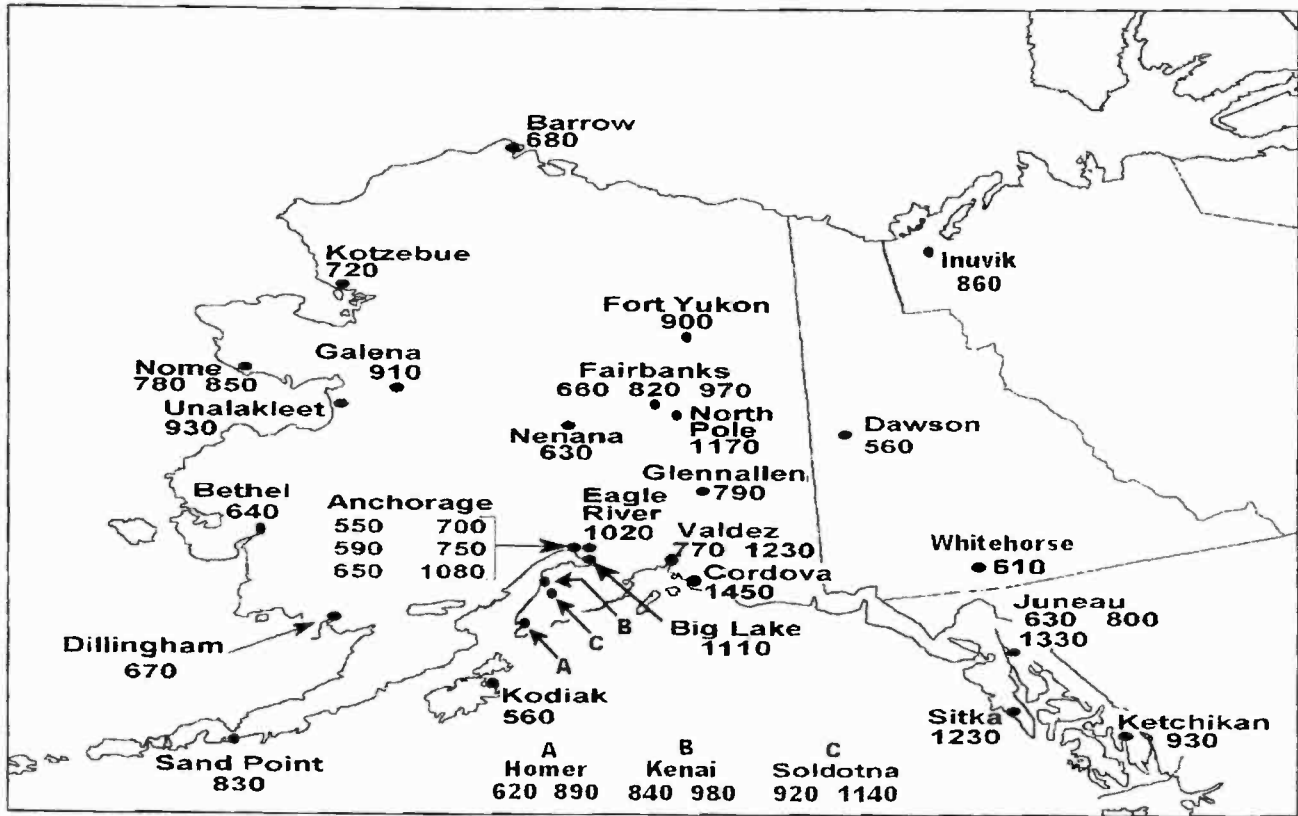 Barrow
680
Kotzebue
720
Inuvik
860
Fort Yukon
900
Galena
910
Nome
780 850
Fairbanks
660 820 970
Unalakleet
930
North
Pole
1170
Nenana
630
Dawson
560
Glennallen
790
Bethel
640
Anchorage
550 700
590 750
650 1080
Eagle
River
1020
Valdez
770 1230
Cordova
1450
Whitehorse
610
Juneau
630 800
1330
Dillingham
670
B
C
A
Big Lake
1110
Kodiak
560
Sitka
1230
Ketchikan
930
Sand Point
830
A
Homer
620 890
B
Kenai
840 980
C
Soldotna
920 1140